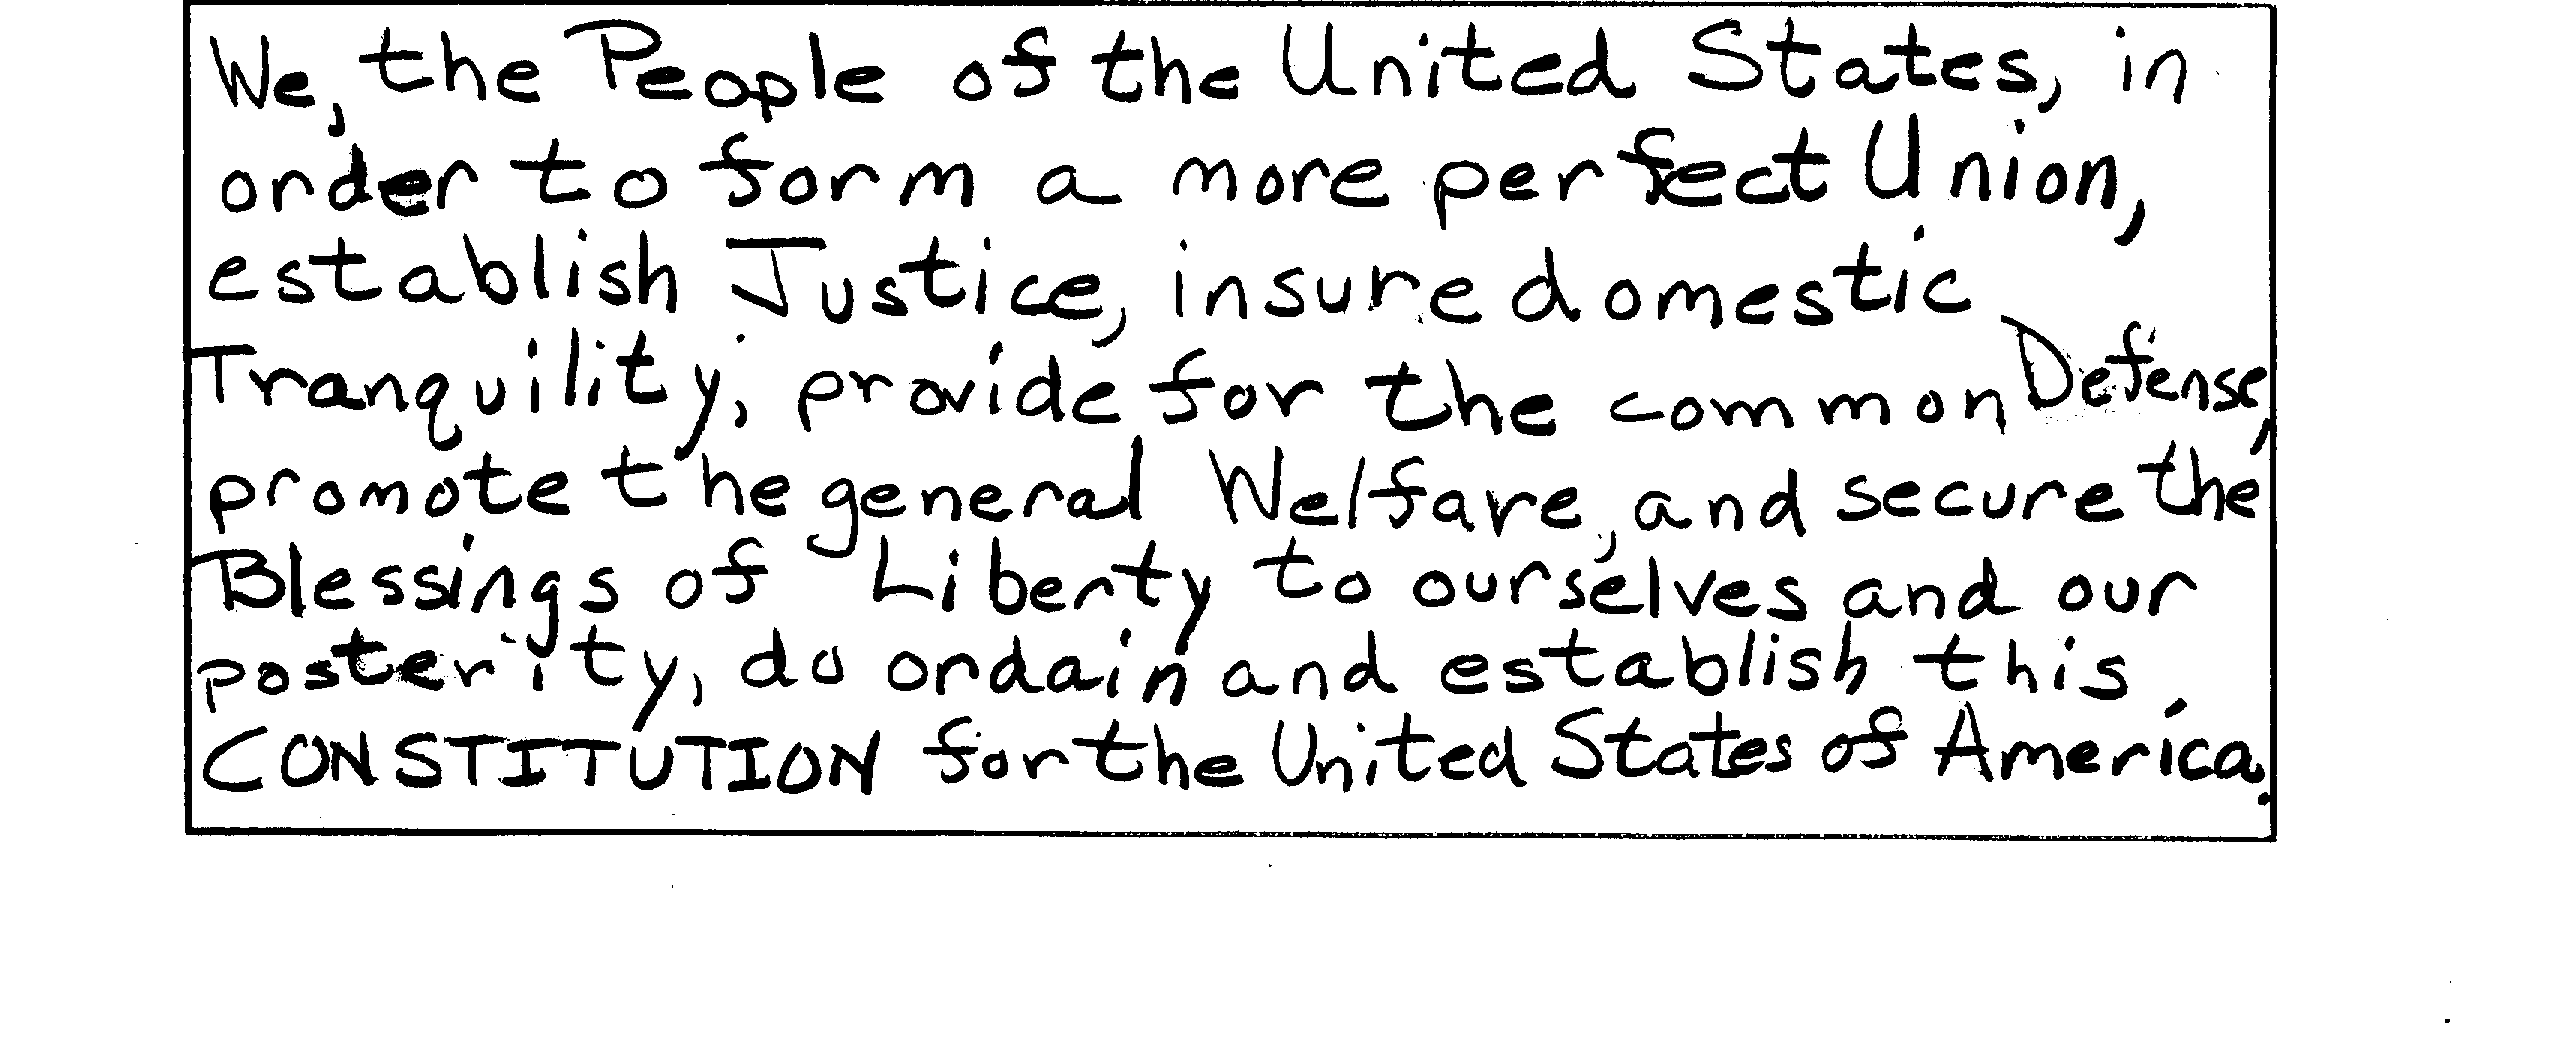 We, the People of the United States, in
order to form a more perfect Union,
establish Justice, insure domestic
Tranquility, provide for the common Defense,
promote the general Welfare, and secure the
Blessings of Liberty to ourselves and our
posterity, do ordain and establish this
CONSTITUTION for the United States of America.